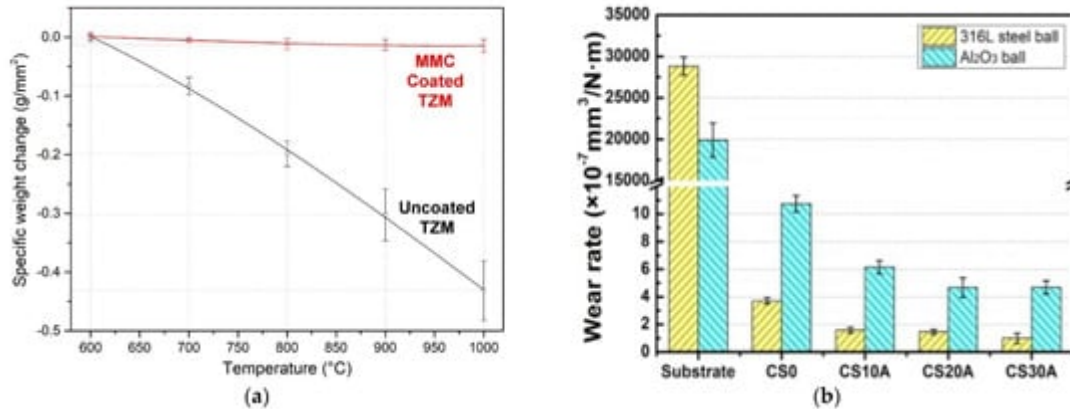 (a)
0.0
-0.1
-0.2
-0.3
-0.4
-0.5
Specific weight change (g/mm²)
MMC
Coated
TZM
Uncoated
TZM
600 650 700 750 800 850 900 950 1000
Temperature (°C)
(a)
35000
30000
25000
20000
15000
10
8
6
4
2
0
Wear rate (×10⁻⁷mm³/N·m)
316L steel ball
Al₂O₃ ball
Substrate CS0 CS10A CS20A CS30A
(b)